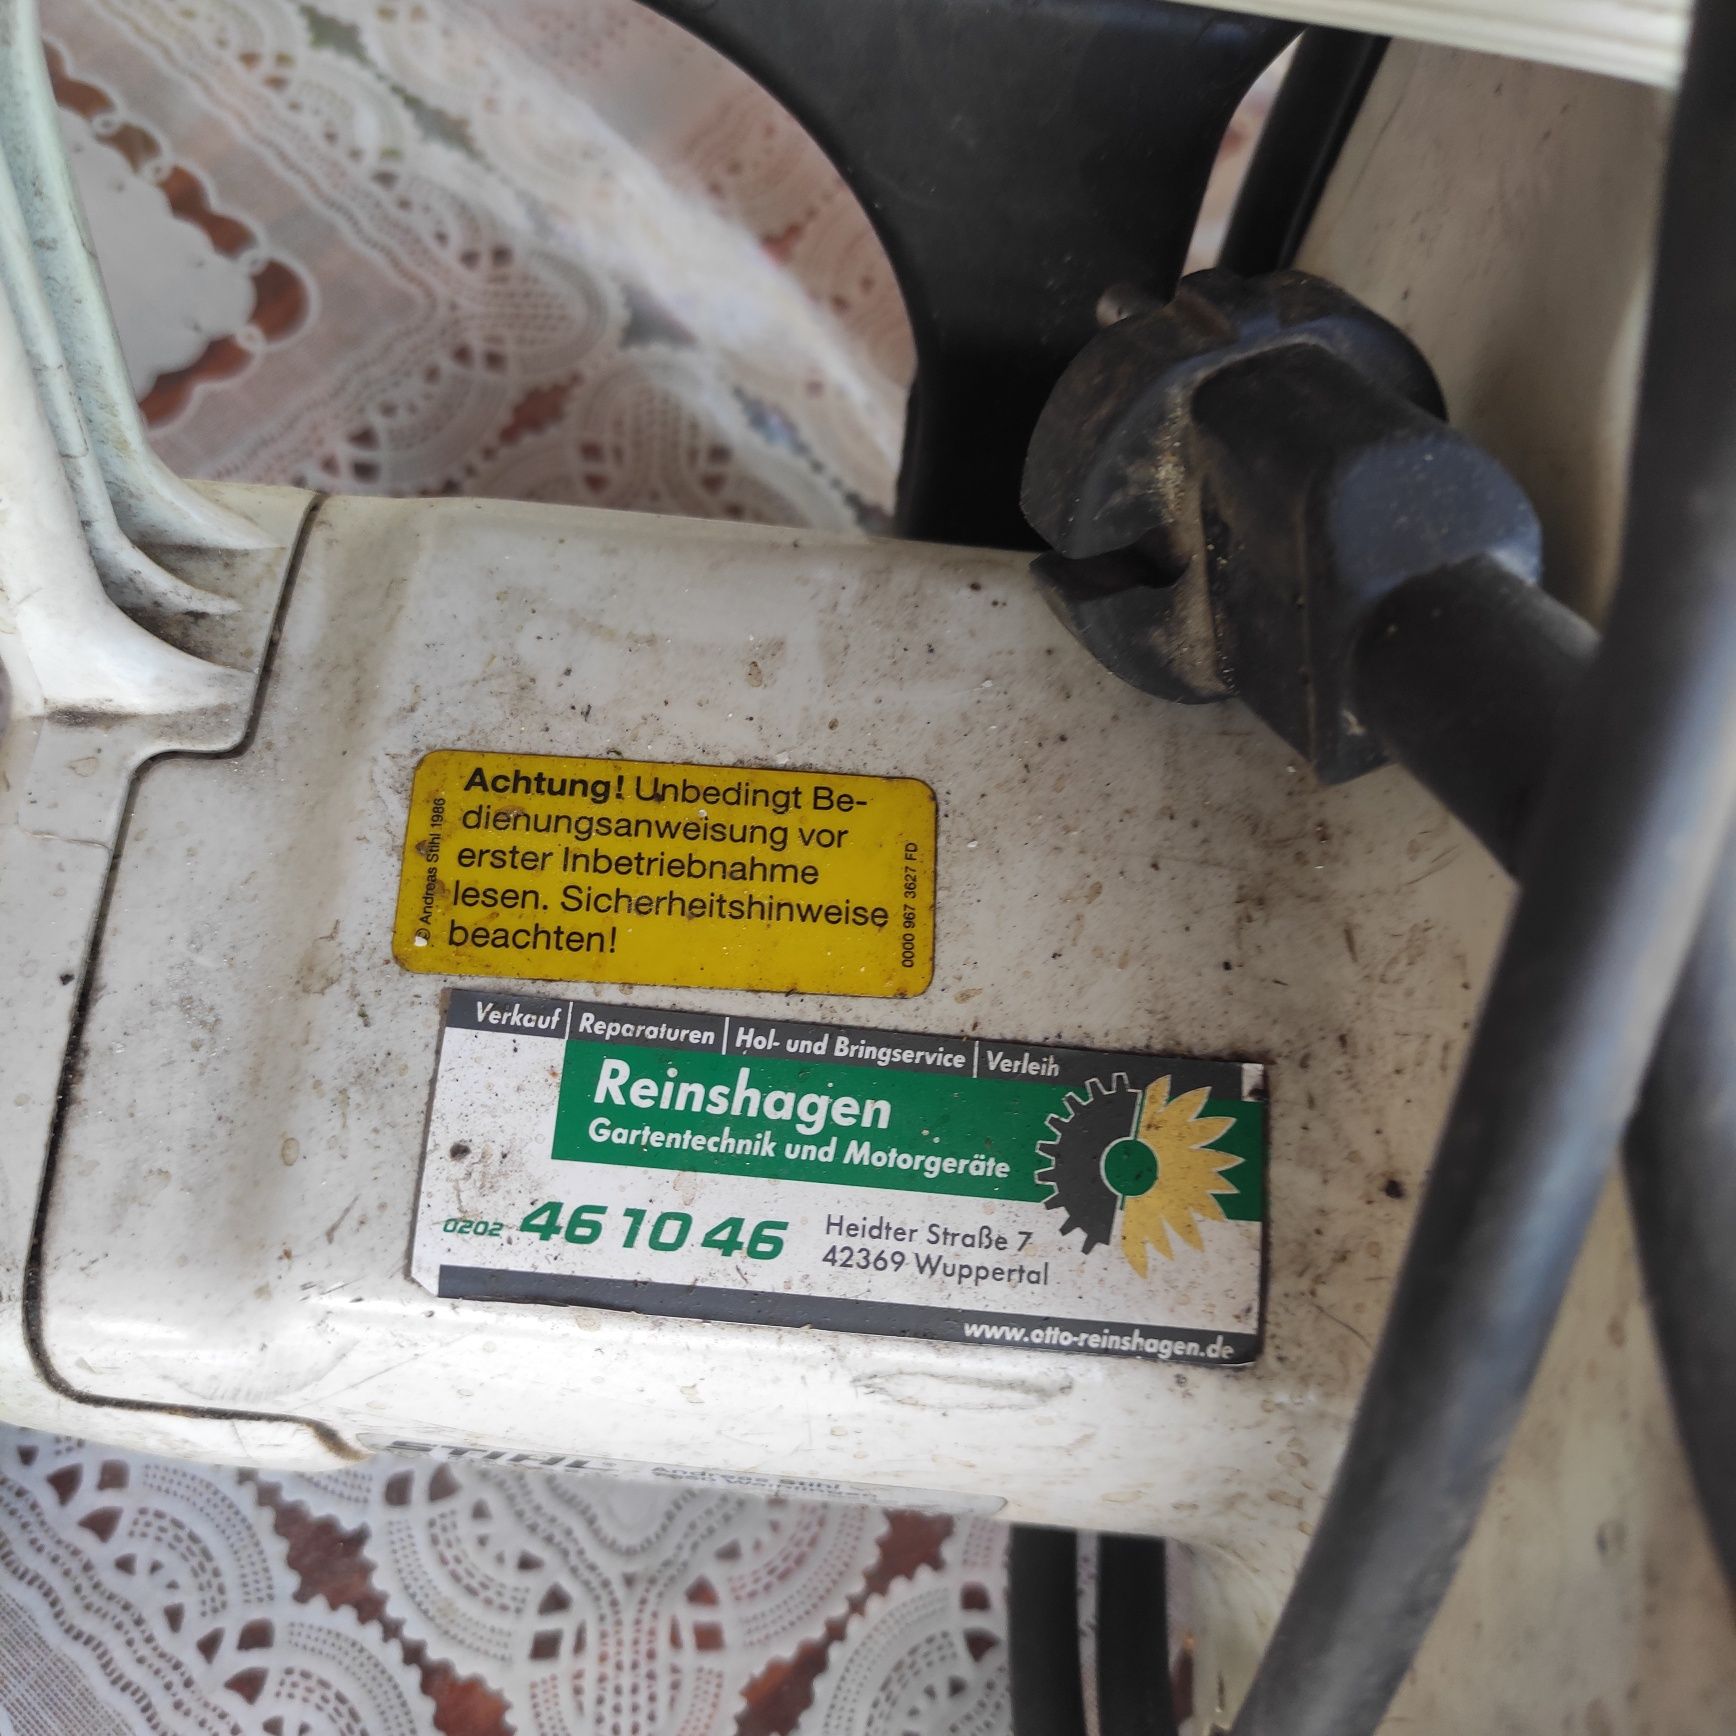 Achtung! Unbedingt Be-
dienungsanweisung vor
erster Inbetriebnahme
lesen. Sicherheitshinweise
beachten!
© Andreas Stihl 1986
0000 967 3627 FD
Verkauf | Reparaturen | Hol- und Bringservice | Verleih
Reinshagen
Gartentechnik und Motorgeräte
0202 46 10 46
Heidter Straße 7
42369 Wuppertal
www.otto-reinshagen.de
STIHL
Andreas Stihl